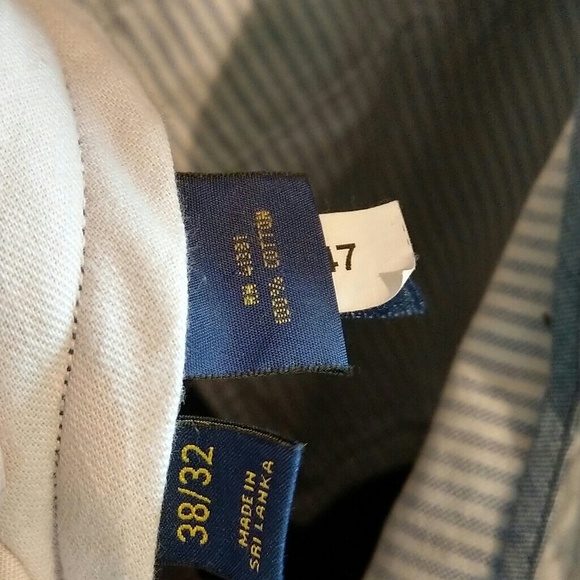 RN 41381
100% COTTON
47
38/32
MADE IN
SRI LANKA